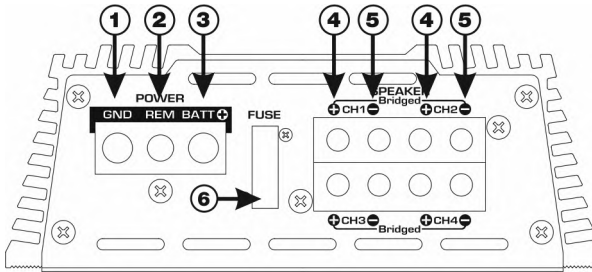 1 2 3 4 5 4 5
POWER
GND REM BATT+
FUSE
SPEAKER
Bridged
+CH1- +CH2-
6
+CH3- +CH4-
Bridged